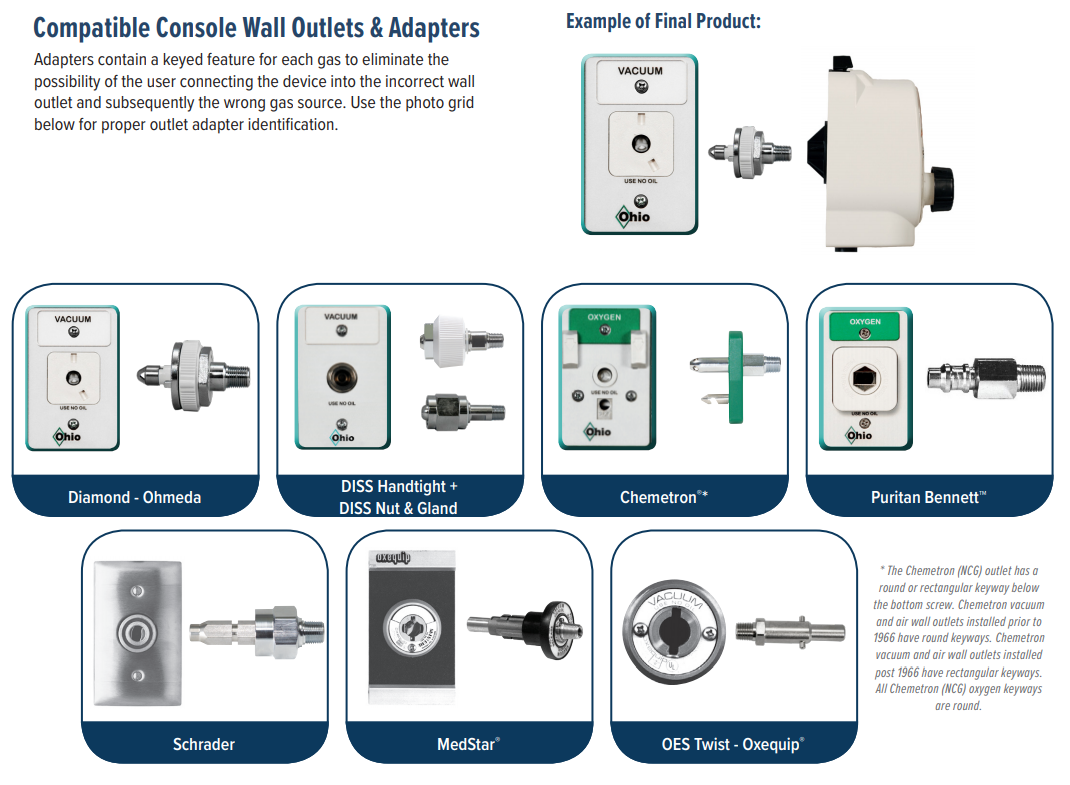 Compatible Console Wall Outlets & Adapters
Adapters contain a keyed feature for each gas to eliminate the
possibility of the user connecting the device into the incorrect wall
outlet and subsequently the wrong gas source. Use the photo grid
below for proper outlet adapter identification.
Example of Final Product:
VACUUM
USE NO OIL
Ohio
VACUUM
USE NO OIL
Ohio
Diamond - Ohmeda
VACUUM
USE NO OIL
Ohio
DISS Handtight +
DISS Nut & Gland
OXYGEN
USE NO OIL
Ohio
Chemetron®*
OXYGEN
USE NO OIL
Ohio
Puritan Bennett™
Schrader
oxequip
MedStar®
VACUUM
OES Twist - Oxequip®
* The Chemetron (NCG) outlet has a
round or rectangular keyway below
the bottom screw. Chemetron vacuum
and air wall outlets installed prior to
1966 have round keyways. Chemetron
vacuum and air wall outlets installed
post 1966 have rectangular keyways.
All Chemetron (NCG) oxygen keyways
are round.